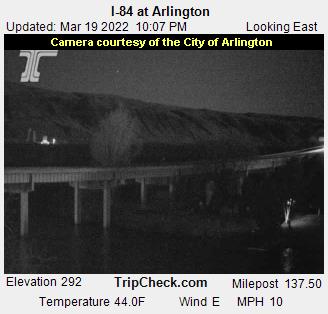 I-84 at Arlington
Updated: Mar 19 2022 10:07 PM Looking East
Camera courtesy of the City of Arlington
Elevation 292 TripCheck.com Milepost 137.50
Temperature 44.0F Wind E MPH 10